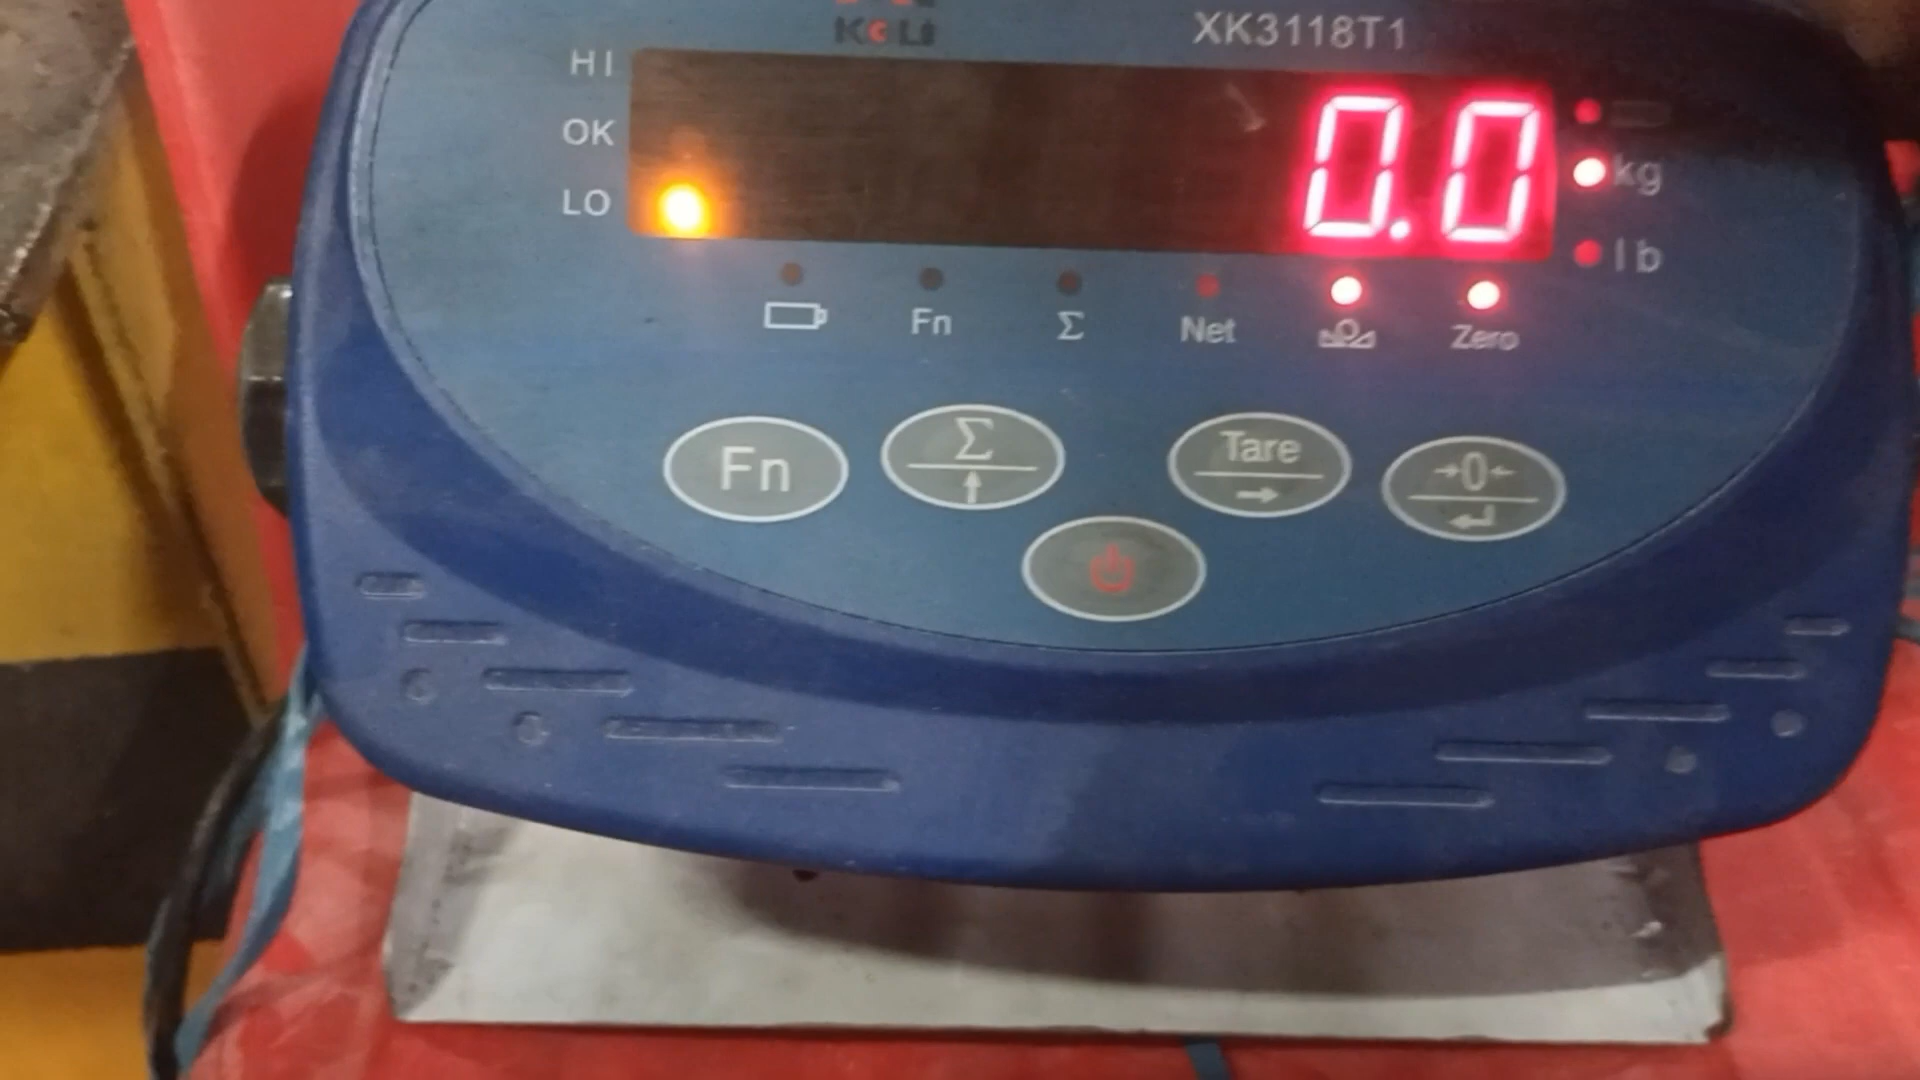 KELI XK3118T1
HI
OK
LO
0.0
kg
lb
Fn Σ Net Zero
Fn Σ Tare →0←